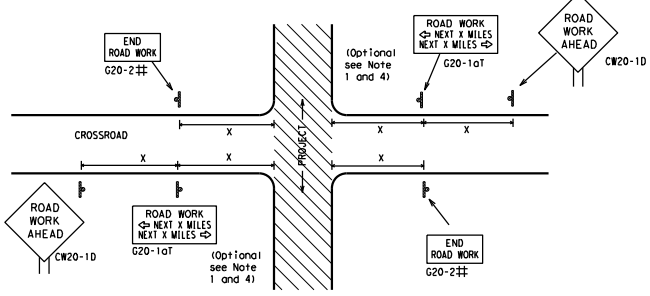 ROAD
WORK
AHEAD
CW20-1D
ROAD WORK
⇦ NEXT X MILES
NEXT X MILES ⇨
G20-1aT
(Optional
see Note
1 and 4)
END
ROAD WORK
G20-2‡‡
X
X
X
CROSSROAD
PROJECT
X
X
X
ROAD
WORK
AHEAD
CW20-1D
ROAD WORK
⇦ NEXT X MILES
NEXT X MILES ⇨
G20-1aT
(Optional
see Note
1 and 4)
END
ROAD WORK
G20-2‡‡